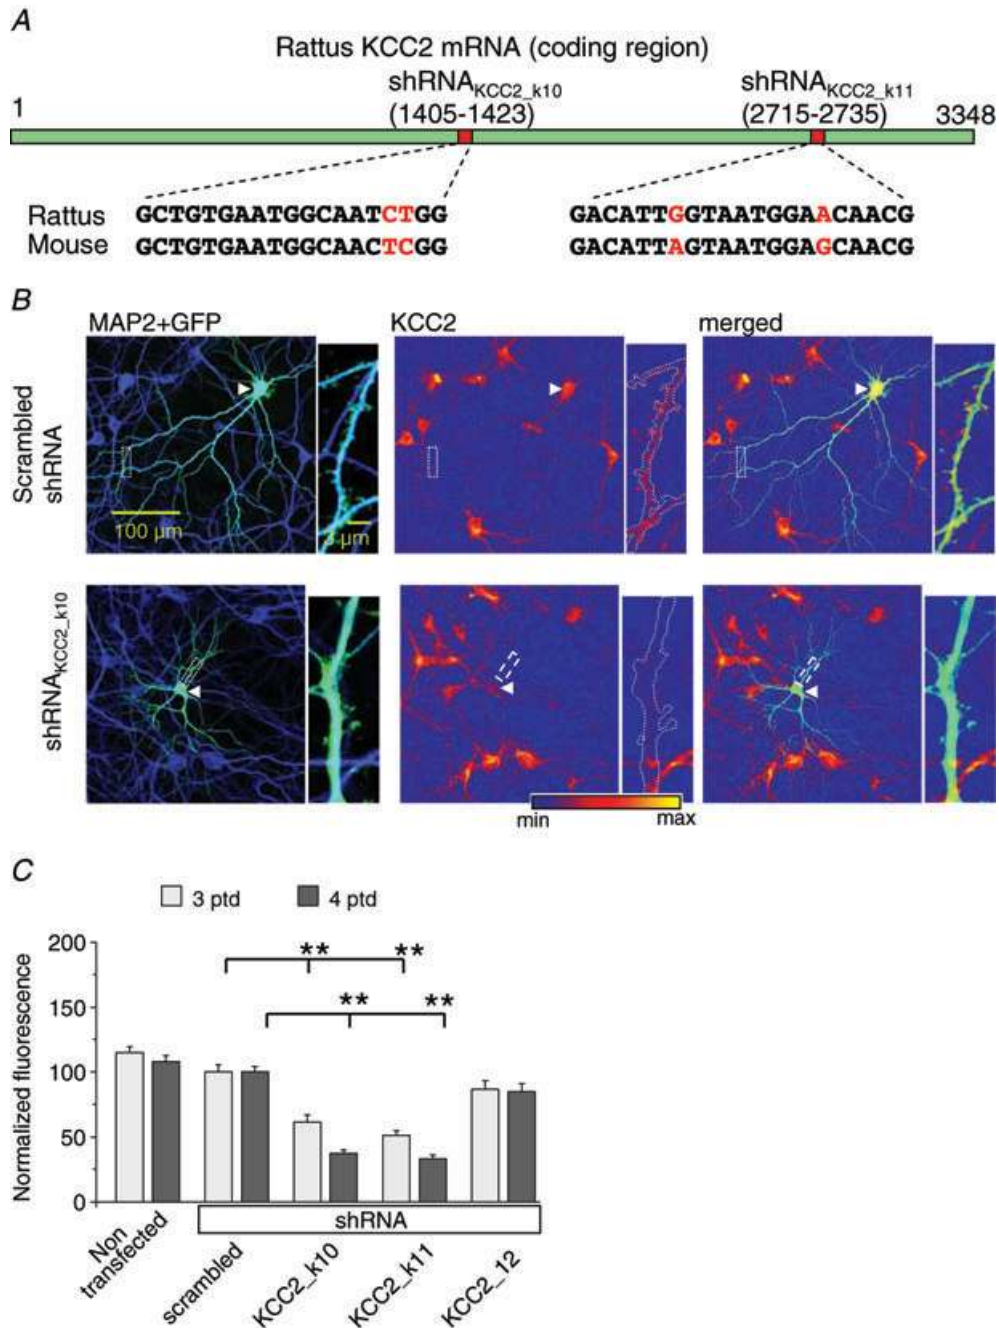 A
Rattus KCC2 mRNA (coding region)
shRNAKCC2_k10
shRNAKCC2_k11
1
(1405-1423)
(2715-2735)
3348
Rattus GCTGTGAATGGCAATCTGG GACATTGGTAATGGAACAACG
Mouse GCTGTGAATGGCAACTCGG GACATTAGTAATGGAGCAACG
B
MAP2+GFP
KCC2
merged
Scrambled
shRNA
100 µm
3 µm
shRNAKCC2_k10
min
max
C
3 ptd
4 ptd
Normalized fluorescence
200
150
100
50
0
**
**
**
**
shRNA
Non
transfected
scrambled
KCC2_k10
KCC2_k11
KCC2_12